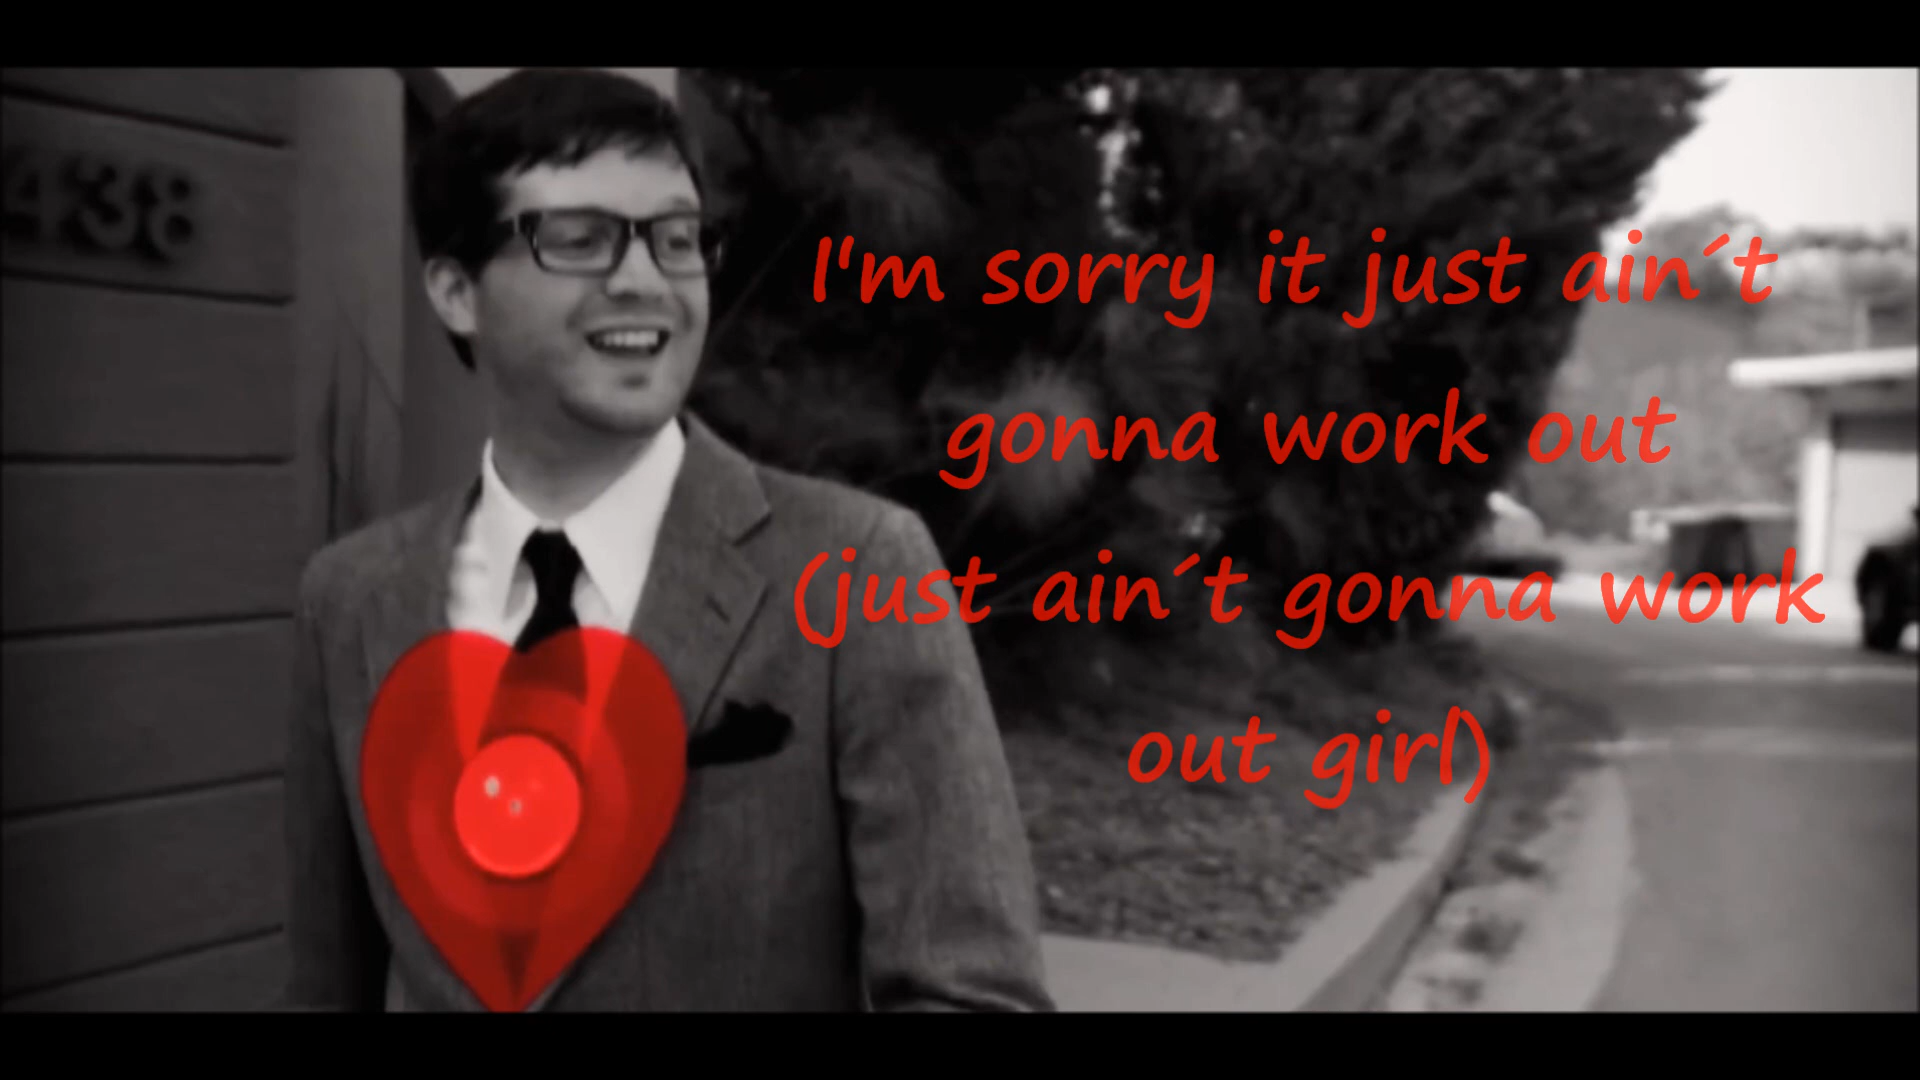 438
I'm sorry it just ain´t
gonna work out
(just ain´t gonna work
out girl)